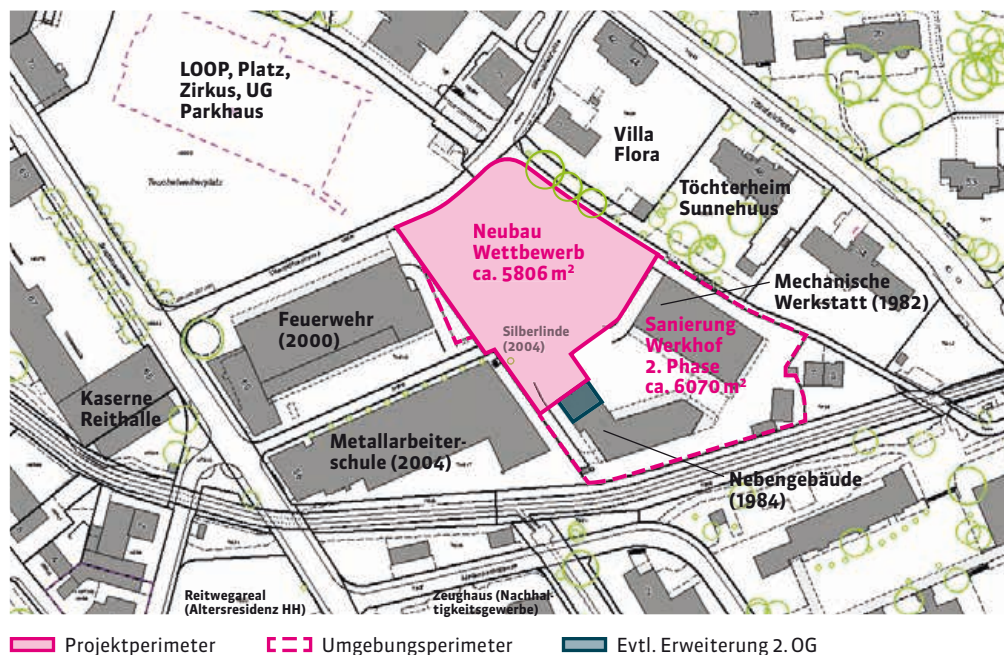 LOOP, Platz,
Zirkus, UG
Parkhaus
Teuchelweiherplatz
Villa
Flora
Töchterheim
Sunnehuus
Neubau
Wettbewerb
ca. 5806 m²
Mechanische
Werkstatt (1982)
Feuerwehr
(2000)
Silberlinde
(2004)
Sanierung
Werkhof
2. Phase
ca. 6070 m²
Kaserne
Reithalle
Metallarbeiter-
schule (2004)
Nebengebäude
(1984)
Reitwegareal
(Altersresidenz HH)
Zeughaus (Nachhal-
tigkeitsgewerbe)
Projektperimeter
Umgebungsperimeter
Evtl. Erweiterung 2. OG